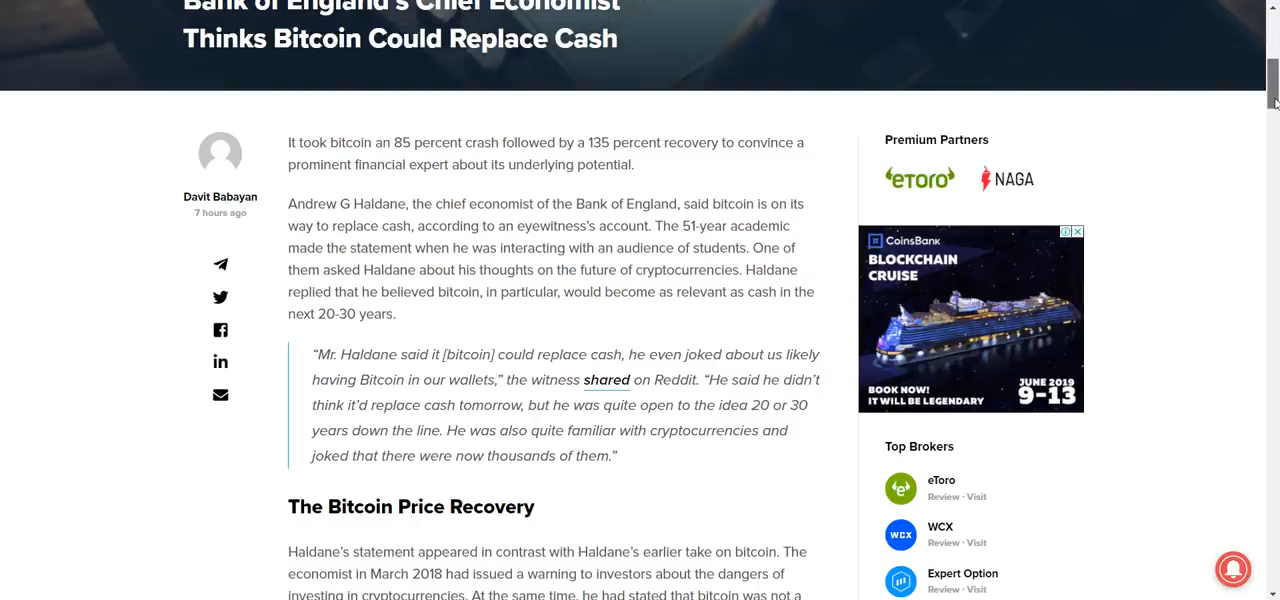 Bank of England's Chief Economist
Thinks Bitcoin Could Replace Cash
Davit Babayan
7 hours ago
It took bitcoin an 85 percent crash followed by a 135 percent recovery to convince a
prominent financial expert about its underlying potential.
Andrew G Haldane, the chief economist of the Bank of England, said bitcoin is on its
way to replace cash, according to an eyewitness's account. The 51-year academic
made the statement when he was interacting with an audience of students. One of
them asked Haldane about his thoughts on the future of cryptocurrencies. Haldane
replied that he believed bitcoin, in particular, would become as relevant as cash in the
next 20-30 years.
“Mr. Haldane said it [bitcoin] could replace cash, he even joked about us likely
having Bitcoin in our wallets,” the witness shared on Reddit. “He said he didn’t
think it’d replace cash tomorrow, but he was quite open to the idea 20 or 30
years down the line. He was also quite familiar with cryptocurrencies and
joked that there were now thousands of them.”
The Bitcoin Price Recovery
Haldane’s statement appeared in contrast with Haldane’s earlier take on bitcoin. The
economist in March 2018 had issued a warning to investors about the dangers of
investing in cryptocurrencies. At the same time, he had stated that bitcoin was not a
Premium Partners
eToro
NAGA
CoinsBank
BLOCKCHAIN
CRUISE
BOOK NOW!
IT WILL BE LEGENDARY
JUNE 2019
9-13
Top Brokers
eToro
Review · Visit
WCX
WCX
Review · Visit
Expert Option
Review · Visit